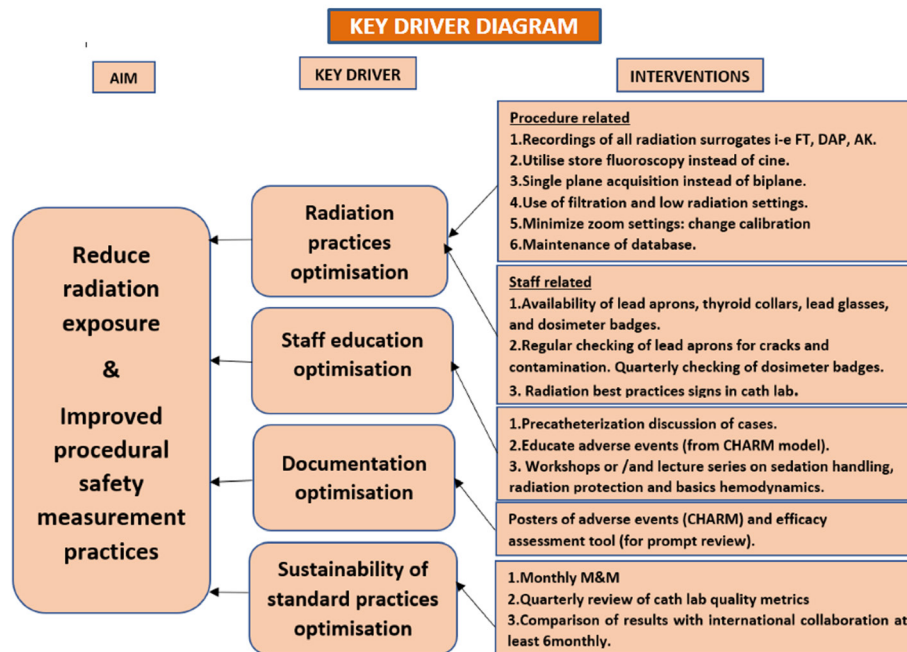 KEY DRIVER DIAGRAM
AIM
KEY DRIVER
INTERVENTIONS
Reduce
radiation
exposure
&
Improved
procedural
safety
measurement
practices
Radiation
practices
optimisation
Staff education
optimisation
Documentation
optimisation
Sustainability of
standard practices
optimisation
Procedure related
1.Recordings of all radiation surrogates i-e FT, DAP, AK.
2.Utilise store fluoroscopy instead of cine.
3.Single plane acquisition instead of biplane.
4.Use of filtration and low radiation settings.
5.Minimize zoom settings: change calibration
6.Maintenance of database.
Staff related
1.Availability of lead aprons, thyroid collars, lead glasses,
and dosimeter badges.
2.Regular checking of lead aprons for cracks and
contamination. Quarterly checking of dosimeter badges.
3. Radiation best practices signs in cath lab.
1.Precatheterization discussion of cases.
2.Educate adverse events (from CHARM model).
3. Workshops or /and lecture series on sedation handling,
radiation protection and basics hemodynamics.
Posters of adverse events (CHARM) and efficacy
assessment tool (for prompt review).
1.Monthly M&M
2.Quarterly review of cath lab quality metrics
3.Comparison of results with international collaboration at
least 6monthly.